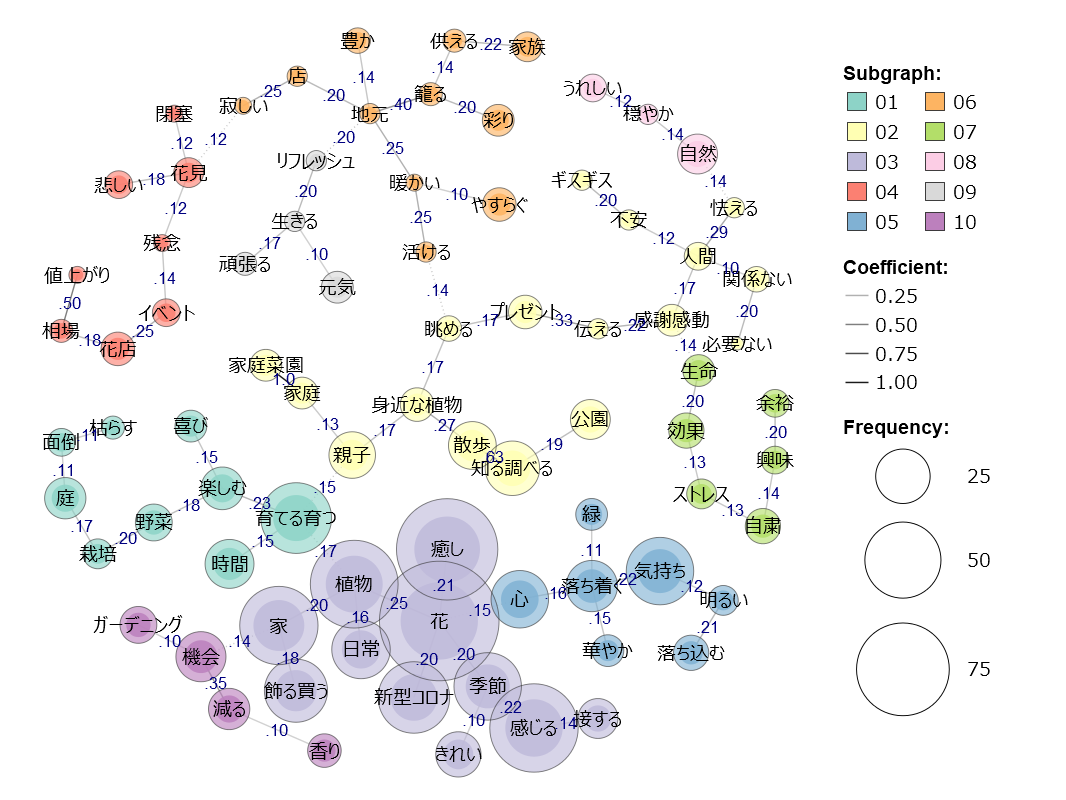 豊か
供える
.22
家族
.14
.14
店
.25
.20
籠る
.40
.20
寂しい
地元
彩り
閉塞
.12
.20
.25
.12
リフレッシュ
花見
悲しい
.18
暖かい
.10
やすらぐ
.20
.12
生きる
.25
残念
.17
.10
活ける
頑張る
元気
値上がり
.14
.50
イベント
相場
.18
花店
.25
.14
うれしい
.12
穏やか
.14
自然
ギスギス
.14
.20
怯える
不安
.29
.12
人間
.10
関係ない
.17
プレゼント
.20
眺める
.17
.33
伝える
.22
感謝感動
必要ない
.14
生命
.17
家庭菜園
1.0
家庭
身近な植物
.20
余裕
.13
.17
.27
公園
効果
.20
親子
散歩
.63
.19
知る調べる
.13
興味
ストレス
.14
.13
自粛
枯らす
喜び
面倒
.11
.15
.11
楽しむ
庭
.18
.23
.15
.17
野菜
育てる育つ
.20
栽培
.15
.17
時間
緑
癒し
.11
植物
.21
気持ち
.22
落ち着く
.12
.25
.16
心
明るい
.20
.15
ガーデニング
家
.16
花
.15
.21
.10
.14
日常
華やか
落ち込む
機会
.18
.20
.20
.35
飾る買う
新型コロナ
季節
減る
.22
.10
感じる
.14
接する
.10
香り
きれい
Subgraph:
01 06
02 07
03 08
04 09
05 10
Coefficient:
0.25
0.50
0.75
1.00
Frequency:
25
50
75